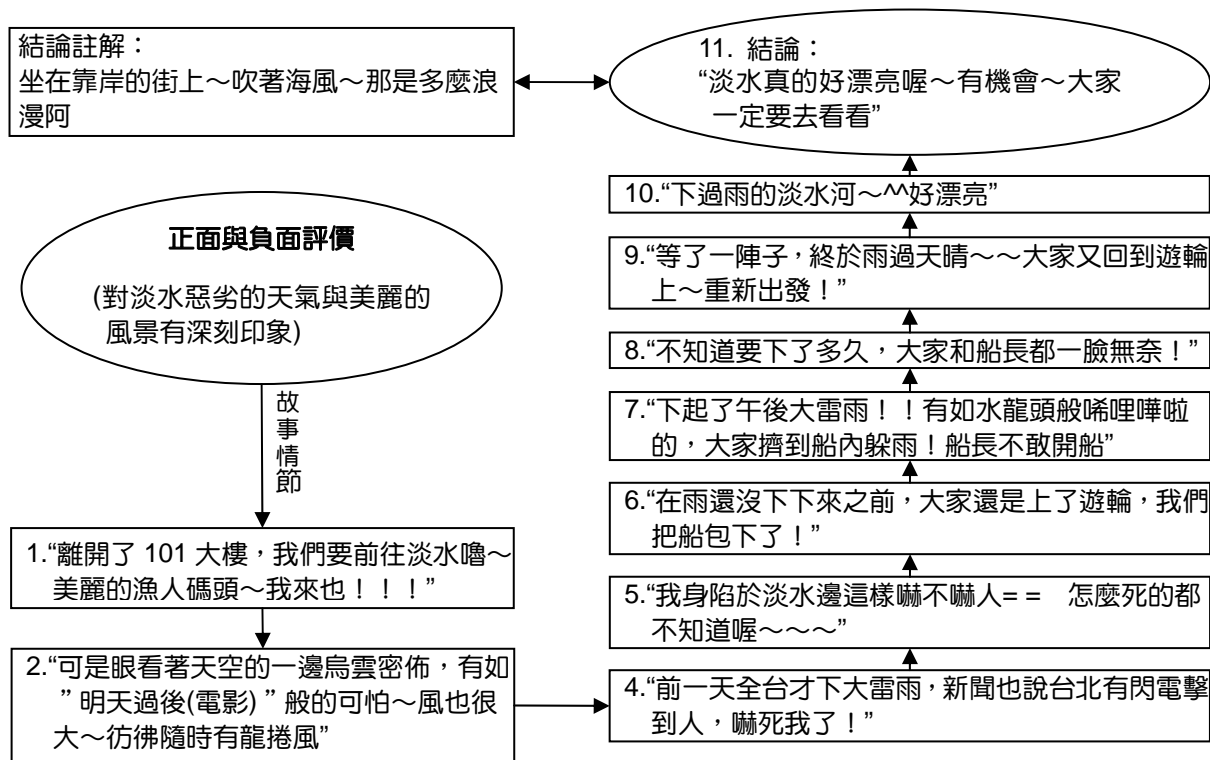 結論註解：
坐在靠岸的街上～吹著海風～那是多麼浪
漫阿
11. 結論：
“淡水真的好漂亮喔～有機會～大家
一定要去看看”
正面與負面評價
(對淡水惡劣的天氣與美麗的
風景有深刻印象)
故事情節
1.“離開了 101 大樓，我們要前往淡水嚕～
美麗的漁人碼頭～我來也！！！”
2.“可是眼看著天空的一邊烏雲密佈，有如
”明天過後(電影)”般的可怕～風也很
大～仿彿隨時有龍捲風”
4.“前一天全台才下大雷雨，新聞也說台北有閃電擊
到人，嚇死我了！”
5.“我身陷於淡水邊這樣嚇不嚇人= =　怎麼死的都
不知道喔～～～”
6.“在雨還沒下下來之前，大家還是上了遊輪，我們
把船包下了！”
7.“下起了午後大雷雨！！有如水龍頭般唏哩嘩啦
的，大家擠到船內躲雨！船長不敢開船”
8.“不知道要下了多久，大家和船長都一臉無奈！”
9.“等了一陣子，終於雨過天晴～～大家又回到遊輪
上～重新出發！”
10.“下過雨的淡水河～^^好漂亮”